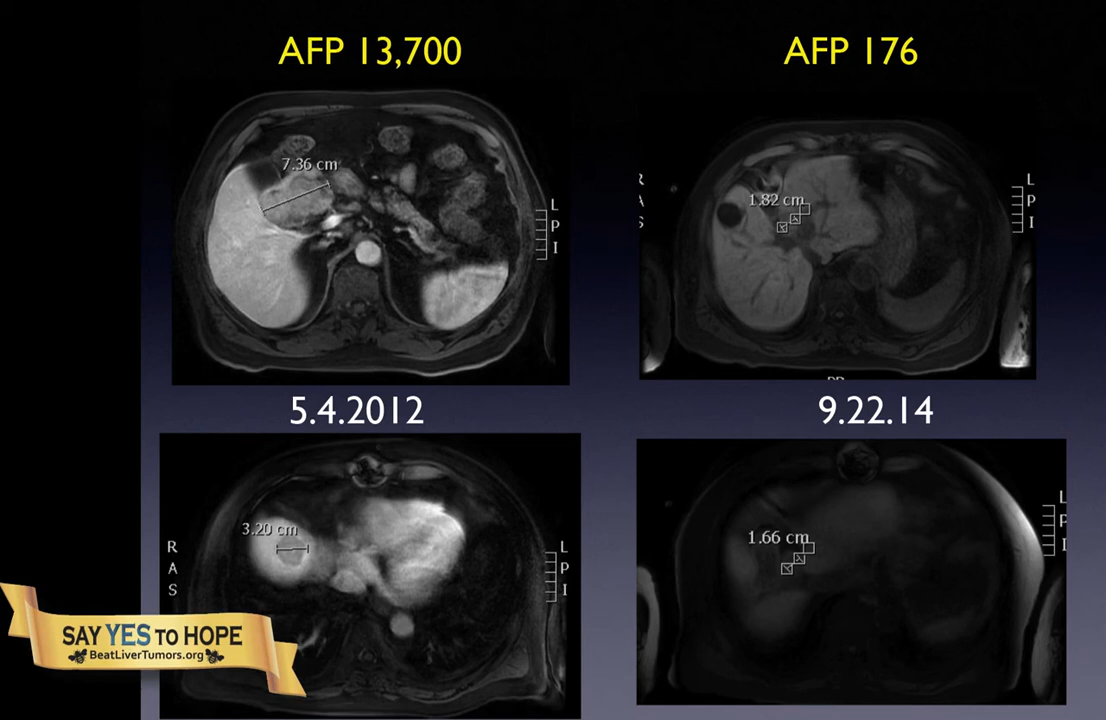 AFP 13,700
AFP 176
7.36 cm
L
P
I
R
A
S
1.82 cm
L
P
I
5.4.2012
9.22.14
3.20 cm
R
A
S
L
P
I
1.66 cm
L
P
I
SAY YES TO HOPE
BeatLiverTumors.org